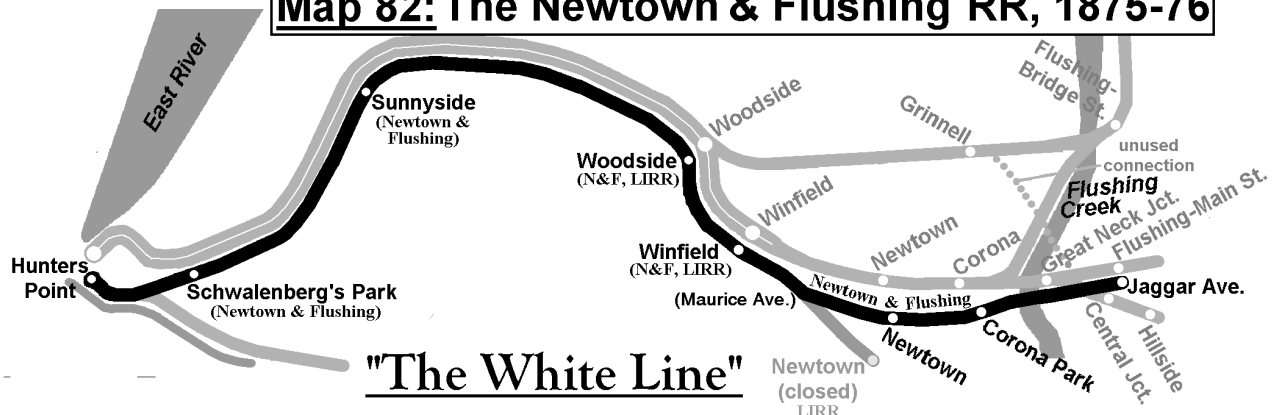 Map 82: The Newtown & Flushing RR, 1875-76
East River
Sunnyside
(Newtown &
Flushing)
Woodside
Grinnell
Flushing-
Bridge St.
Woodside
(N&F, LIRR)
unused
connection
Flushing
Creek
Winfield
Newtown
Corona
Great Neck Jct.
Flushing-Main St.
Winfield
(N&F, LIRR)
Hunters
Point
Schwalenberg's Park
(Newtown & Flushing)
(Maurice Ave.)
Newtown & Flushing
Jaggar Ave.
Newtown
Corona Park
Central Jct.
Hillside
"The White Line"
Newtown
(closed)
LIRR